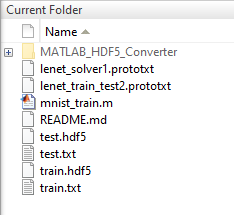 Current Folder
Name
MATLAB_HDF5_Converter
lenet_solver1.prototxt
lenet_train_test2.prototxt
mnist_train.m
README.md
test.hdf5
test.txt
train.hdf5
train.txt